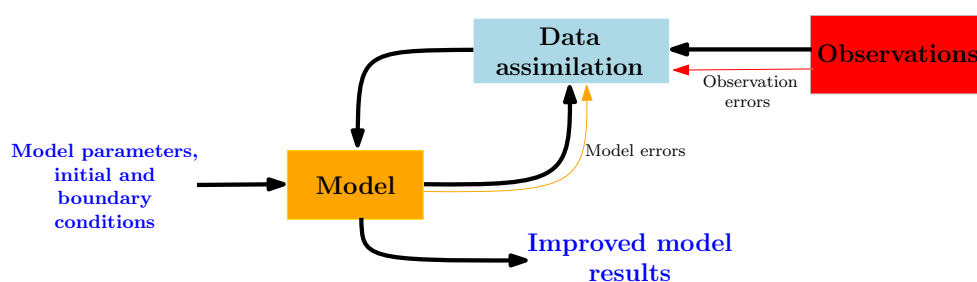 Data
assimilation
Observations
Observation
errors
Model errors
Model parameters,
initial and
boundary
conditions
Model
Improved model
results